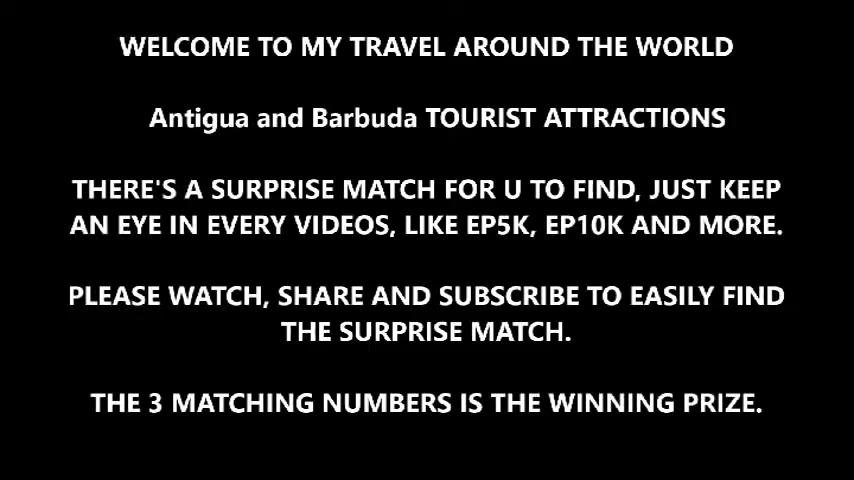 WELCOME TO MY TRAVEL AROUND THE WORLD
Antigua and Barbuda TOURIST ATTRACTIONS
THERE'S A SURPRISE MATCH FOR U TO FIND, JUST KEEP
AN EYE IN EVERY VIDEOS, LIKE EP5K, EP10K AND MORE.
PLEASE WATCH, SHARE AND SUBSCRIBE TO EASILY FIND
THE SURPRISE MATCH.
THE 3 MATCHING NUMBERS IS THE WINNING PRIZE.